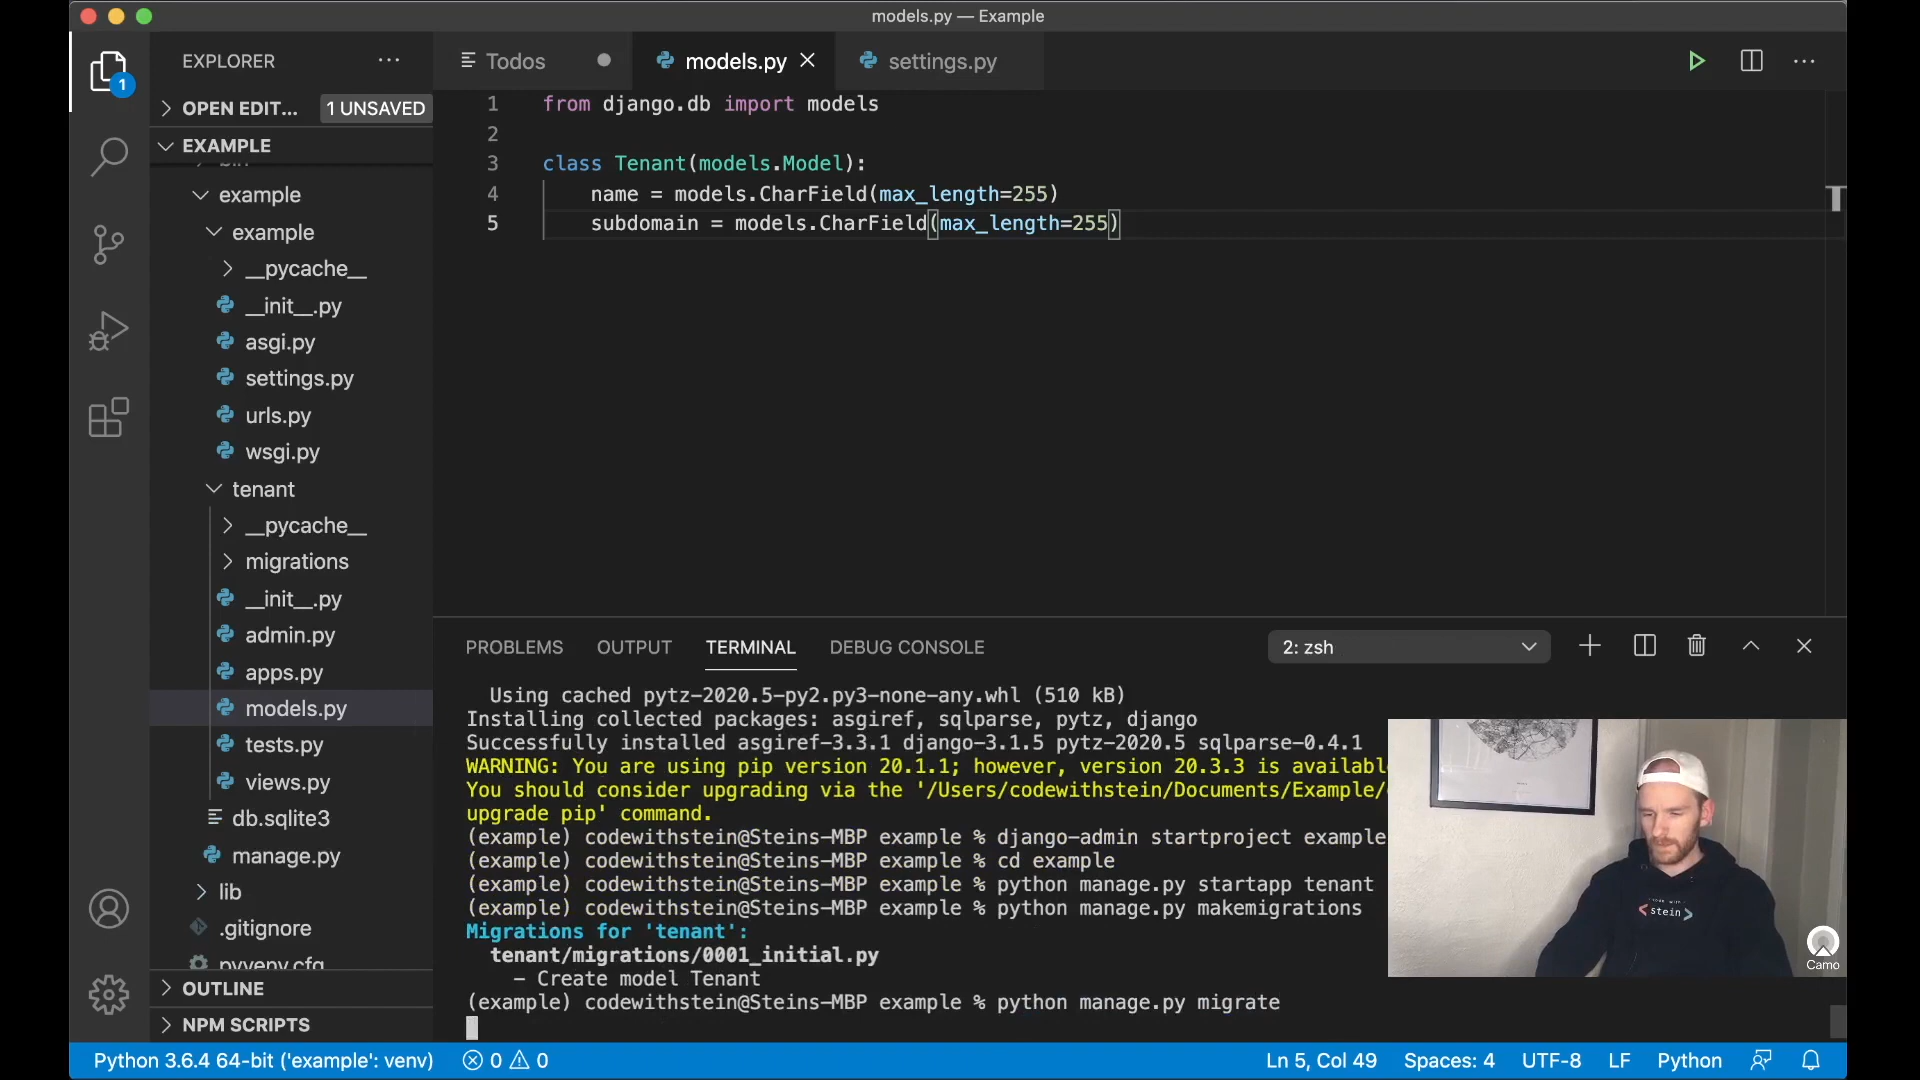 models.py — Example
EXPLORER
Todos
models.py
settings.py
1
OPEN EDIT...
1 UNSAVED
EXAMPLE
example
example
__pycache__
__init__.py
asgi.py
settings.py
urls.py
wsgi.py
tenant
__pycache__
migrations
__init__.py
admin.py
apps.py
models.py
tests.py
views.py
db.sqlite3
manage.py
lib
.gitignore
pyvenv.cfg
OUTLINE
NPM SCRIPTS
1 from django.db import models
2
3 class Tenant(models.Model):
4 name = models.CharField(max_length=255)
5 subdomain = models.CharField(max_length=255)
PROBLEMS OUTPUT TERMINAL DEBUG CONSOLE 2: zsh
Using cached pytz-2020.5-py2.py3-none-any.whl (510 kB)
Installing collected packages: asgiref, sqlparse, pytz, django
Successfully installed asgiref-3.3.1 django-3.1.5 pytz-2020.5 sqlparse-0.4.1
WARNING: You are using pip version 20.1.1; however, version 20.3.3 is availabl
You should consider upgrading via the '/Users/codewithstein/Documents/Example/
upgrade pip' command.
(example) codewithstein@Steins-MBP example % django-admin startproject example
(example) codewithstein@Steins-MBP example % cd example
(example) codewithstein@Steins-MBP example % python manage.py startapp tenant
(example) codewithstein@Steins-MBP example % python manage.py makemigrations
Migrations for 'tenant':
tenant/migrations/0001_initial.py
– Create model Tenant
(example) codewithstein@Steins-MBP example % python manage.py migrate
<stein>
Camo
Python 3.6.4 64-bit ('example': venv) 0 0 Ln 5, Col 49 Spaces: 4 UTF-8 LF Python